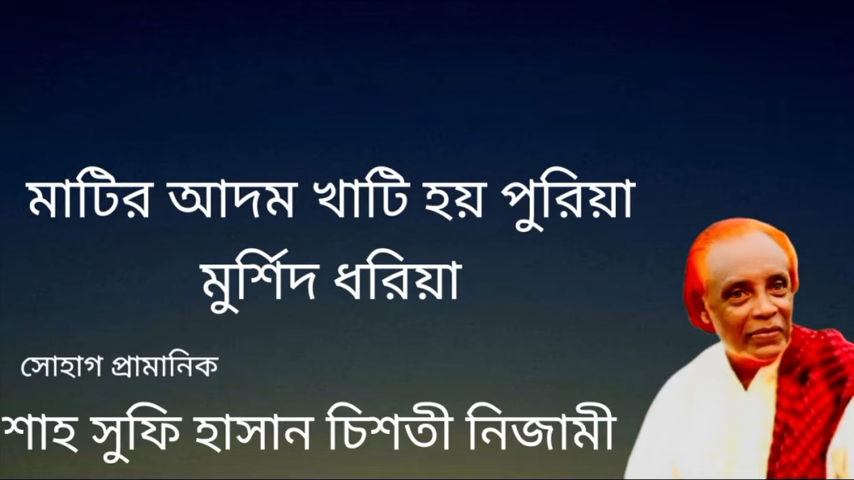 মাটির আদম খাটি হয় পুরিয়া
মুর্শিদ ধরিয়া
সোহাগ প্রামানিক
শাহ সুফি হাসান চিশতী নিজামী